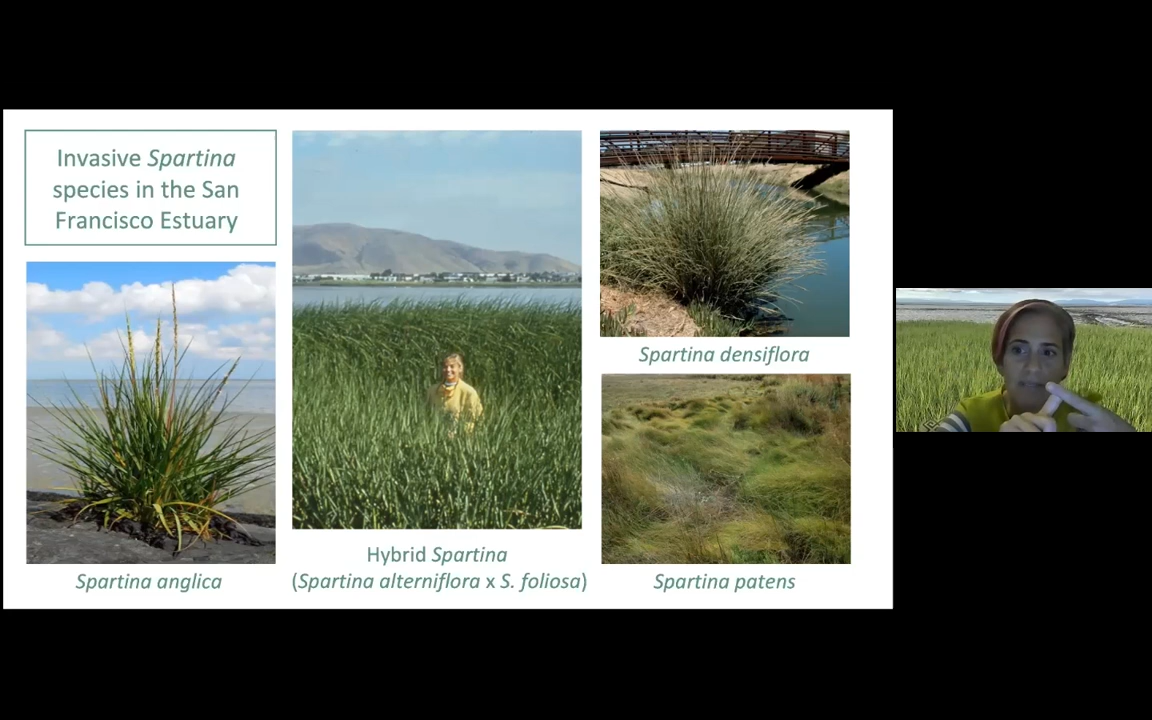 Invasive Spartina
species in the San
Francisco Estuary
Spartina anglica
Hybrid Spartina
(Spartina alterniflora x S. foliosa)
Spartina densiflora
Spartina patens